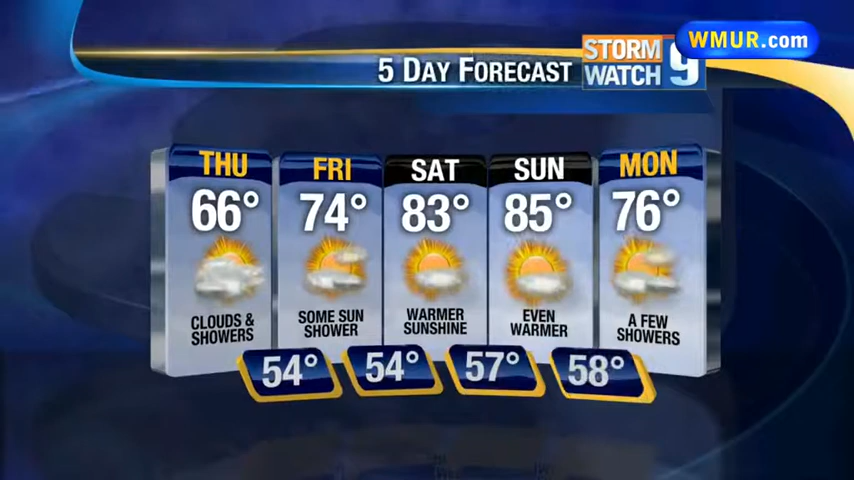 WMUR.com
5 DAY FORECAST
STORM
WATCH 9
THU
66°
CLOUDS &
SHOWERS
FRI
74°
SOME SUN
SHOWER
SAT
83°
WARMER
SUNSHINE
SUN
85°
EVEN
WARMER
MON
76°
A FEW
SHOWERS
54°
54°
57°
58°